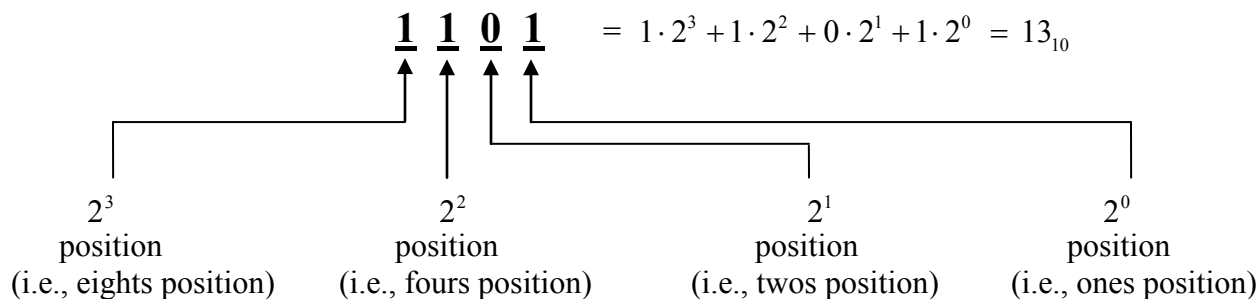 1 1 0 1 = 1·2³+1·2²+0·2¹+1·2⁰ = 13₁₀
2³ 2² 2¹ 2⁰
position position position position
(i.e., eights position) (i.e., fours position) (i.e., twos position) (i.e., ones position)